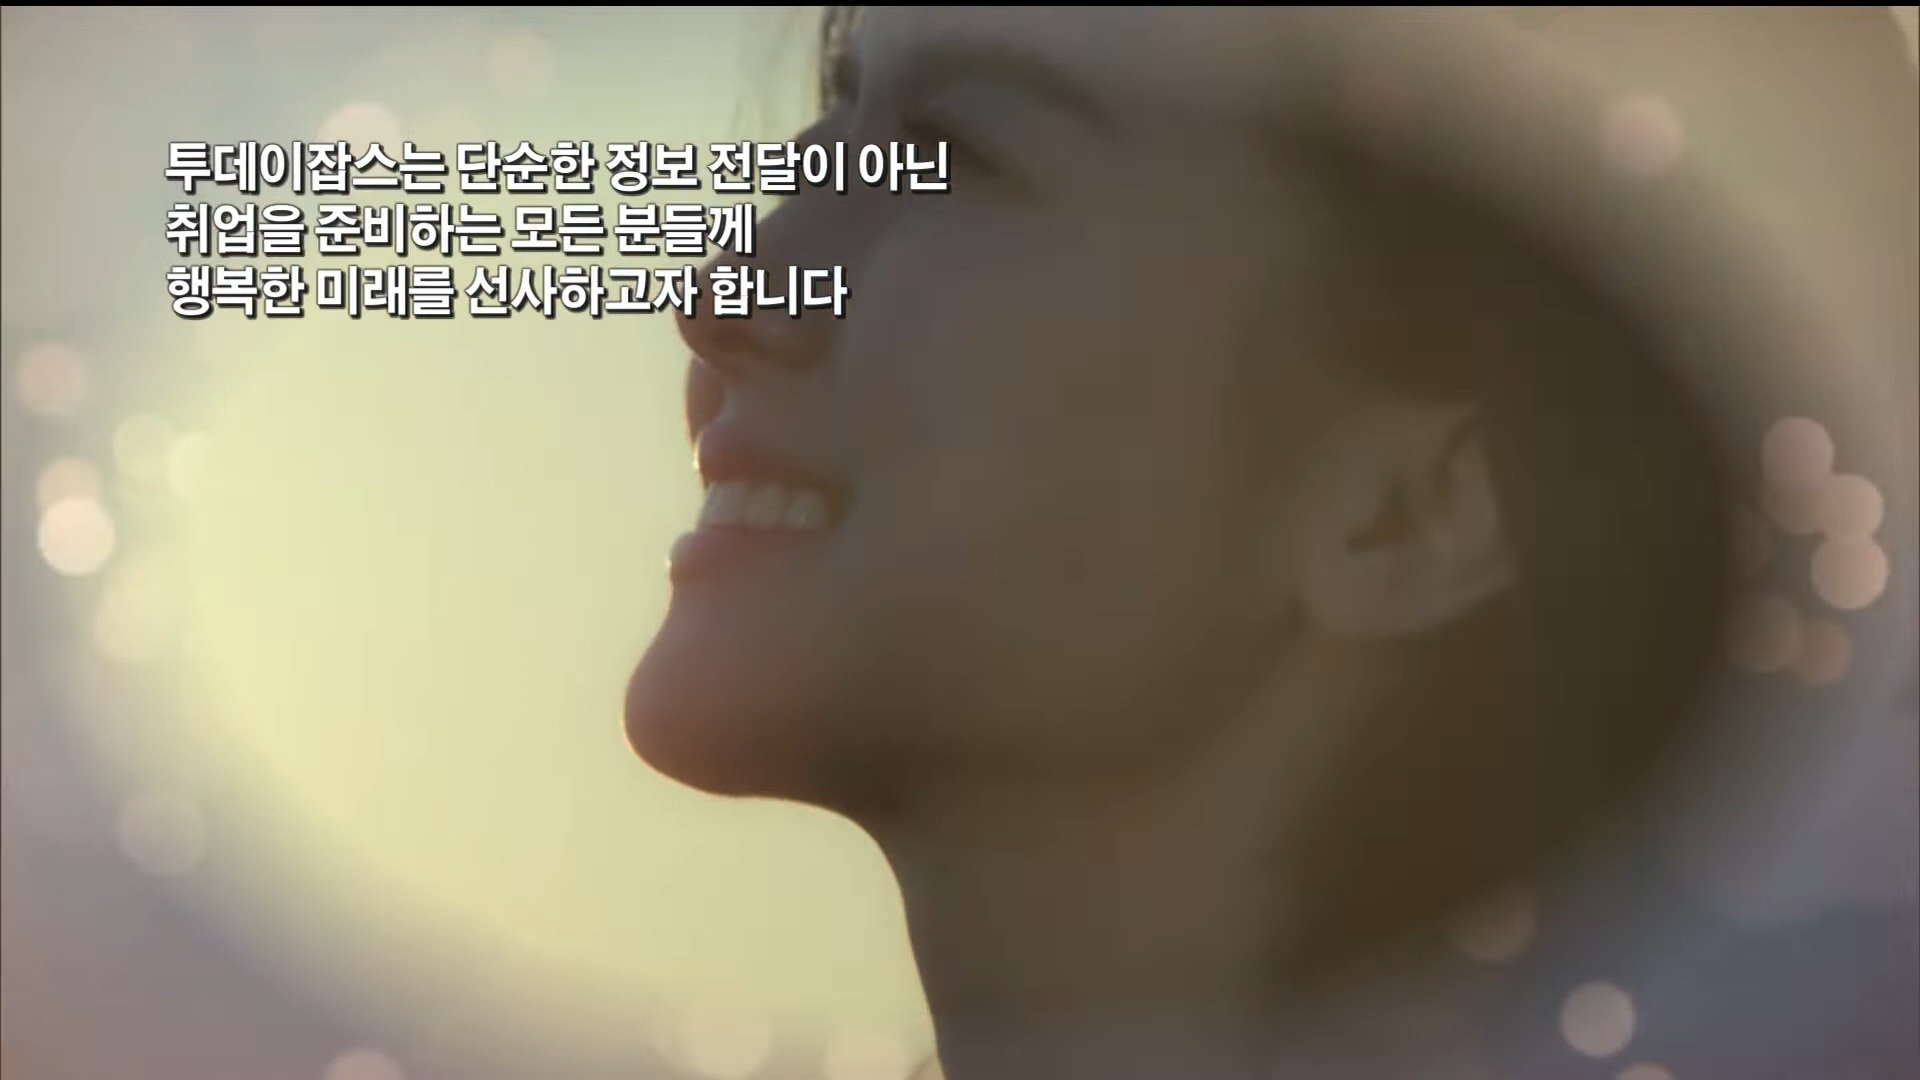 투데이잡스는 단순한 정보 전달이 아닌
취업을 준비하는 모든 분들께
행복한 미래를 선사하고자 합니다